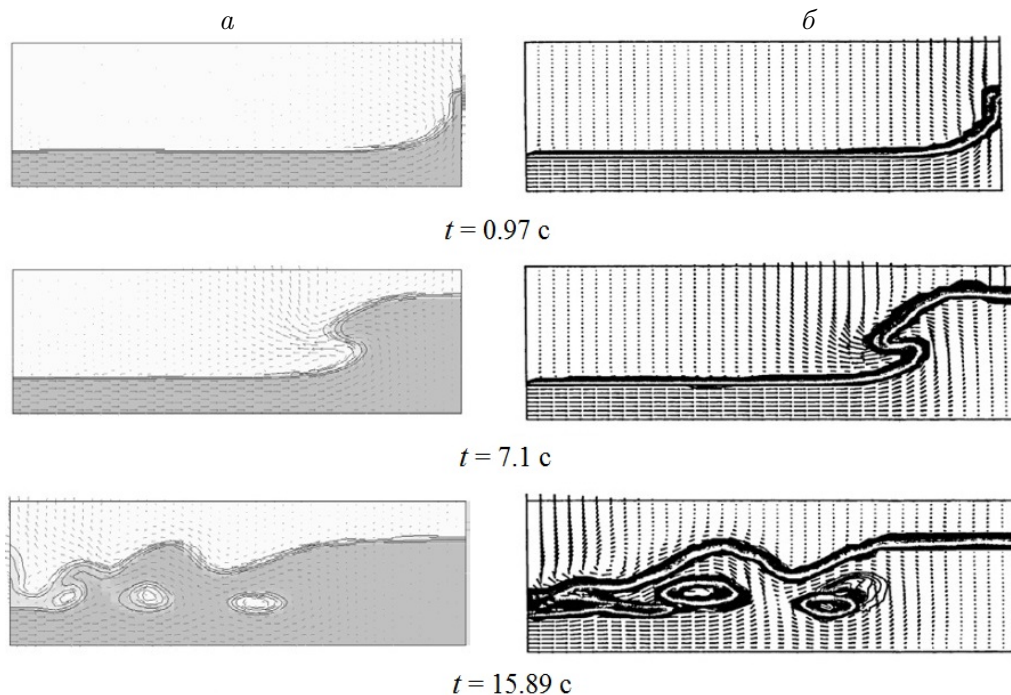 а б
t = 0.97 с
t = 7.1 с
t = 15.89 с